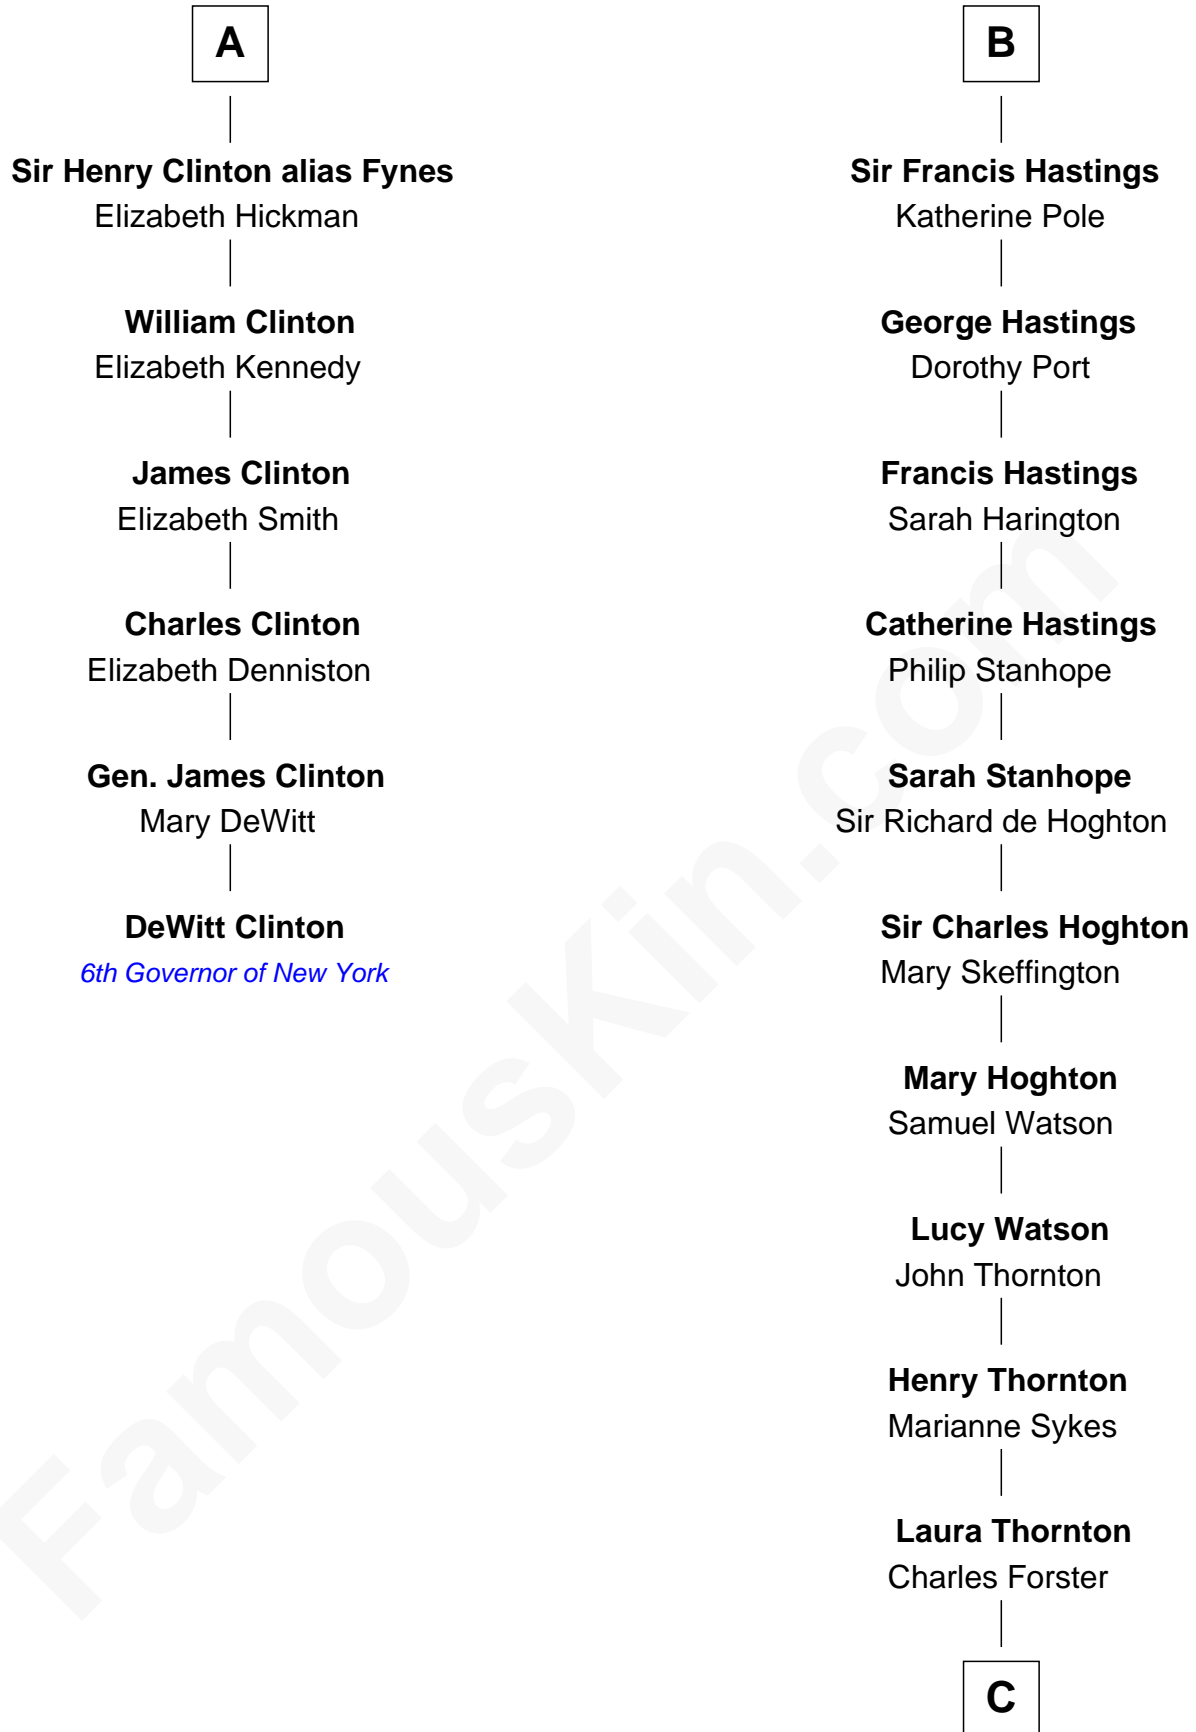 A
Sir Henry Clinton alias Fynes
Elizabeth Hickman
William Clinton
Elizabeth Kennedy
James Clinton
Elizabeth Smith
Charles Clinton
Elizabeth Denniston
Gen. James Clinton
Mary DeWitt
DeWitt Clinton
6th Governor of New York
B
Sir Francis Hastings
Katherine Pole
George Hastings
Dorothy Port
Francis Hastings
Sarah Harington
Catherine Hastings
Philip Stanhope
Sarah Stanhope
Sir Richard de Hoghton
Sir Charles Hoghton
Mary Skeffington
Mary Hoghton
Samuel Watson
Lucy Watson
John Thornton
Henry Thornton
Marianne Sykes
Laura Thornton
Charles Forster
C
FamousKin.com